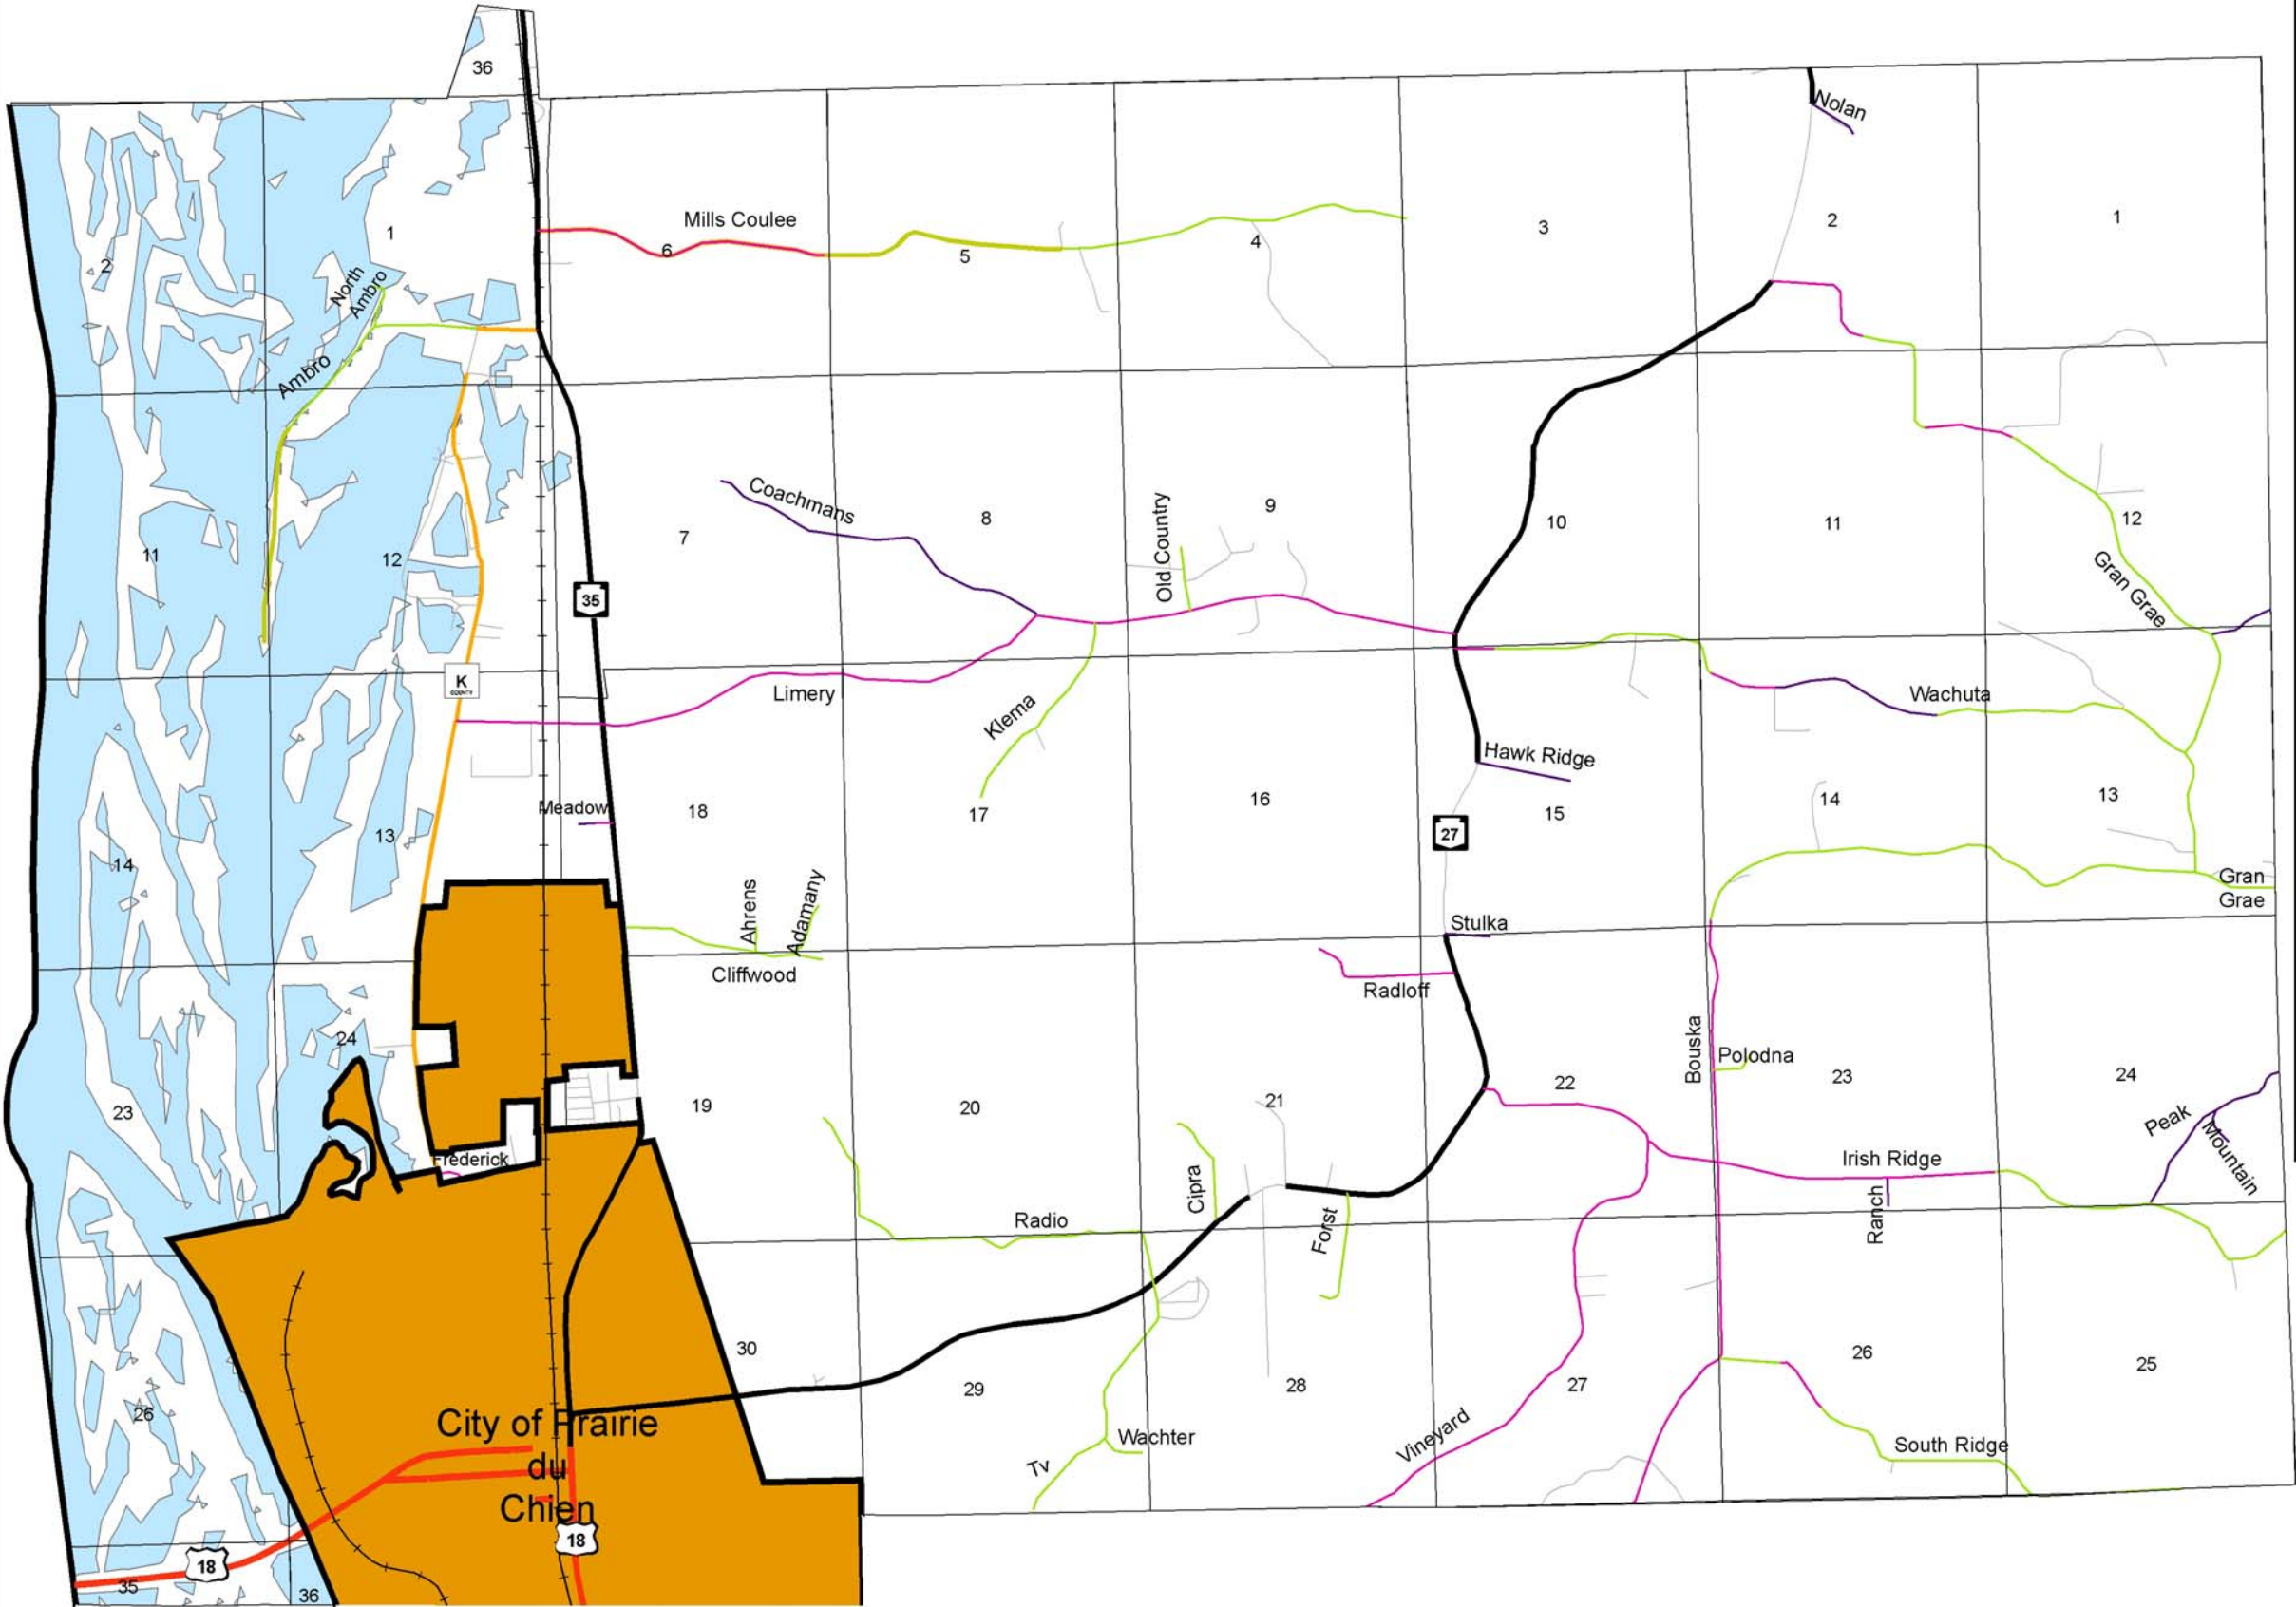 36
Nolan
Mills Coulee
1
2
6
5
4
3
2
1
North
Ambro
Ambro
Coachmans
Old Country
7
8
9
10
11
12
11
12
Gran Grae
35
K
COUNTY
Limery
Klema
Wachuta
Hawk Ridge
Meadow
18
17
16
27
15
14
13
13
14
Ahrens
Adamany
Cliffwood
Gran
Grae
Stulka
Radloff
24
Bouska
Polodna
23
19
20
21
22
23
24
Peak
Mountain
Frederick
Cipra
Irish Ridge
Ranch
Radio
Forst
30
29
28
27
26
25
26
City of Prairie
du
Chien
Wachter
Tv
Vineyard
South Ridge
18
18
35
36